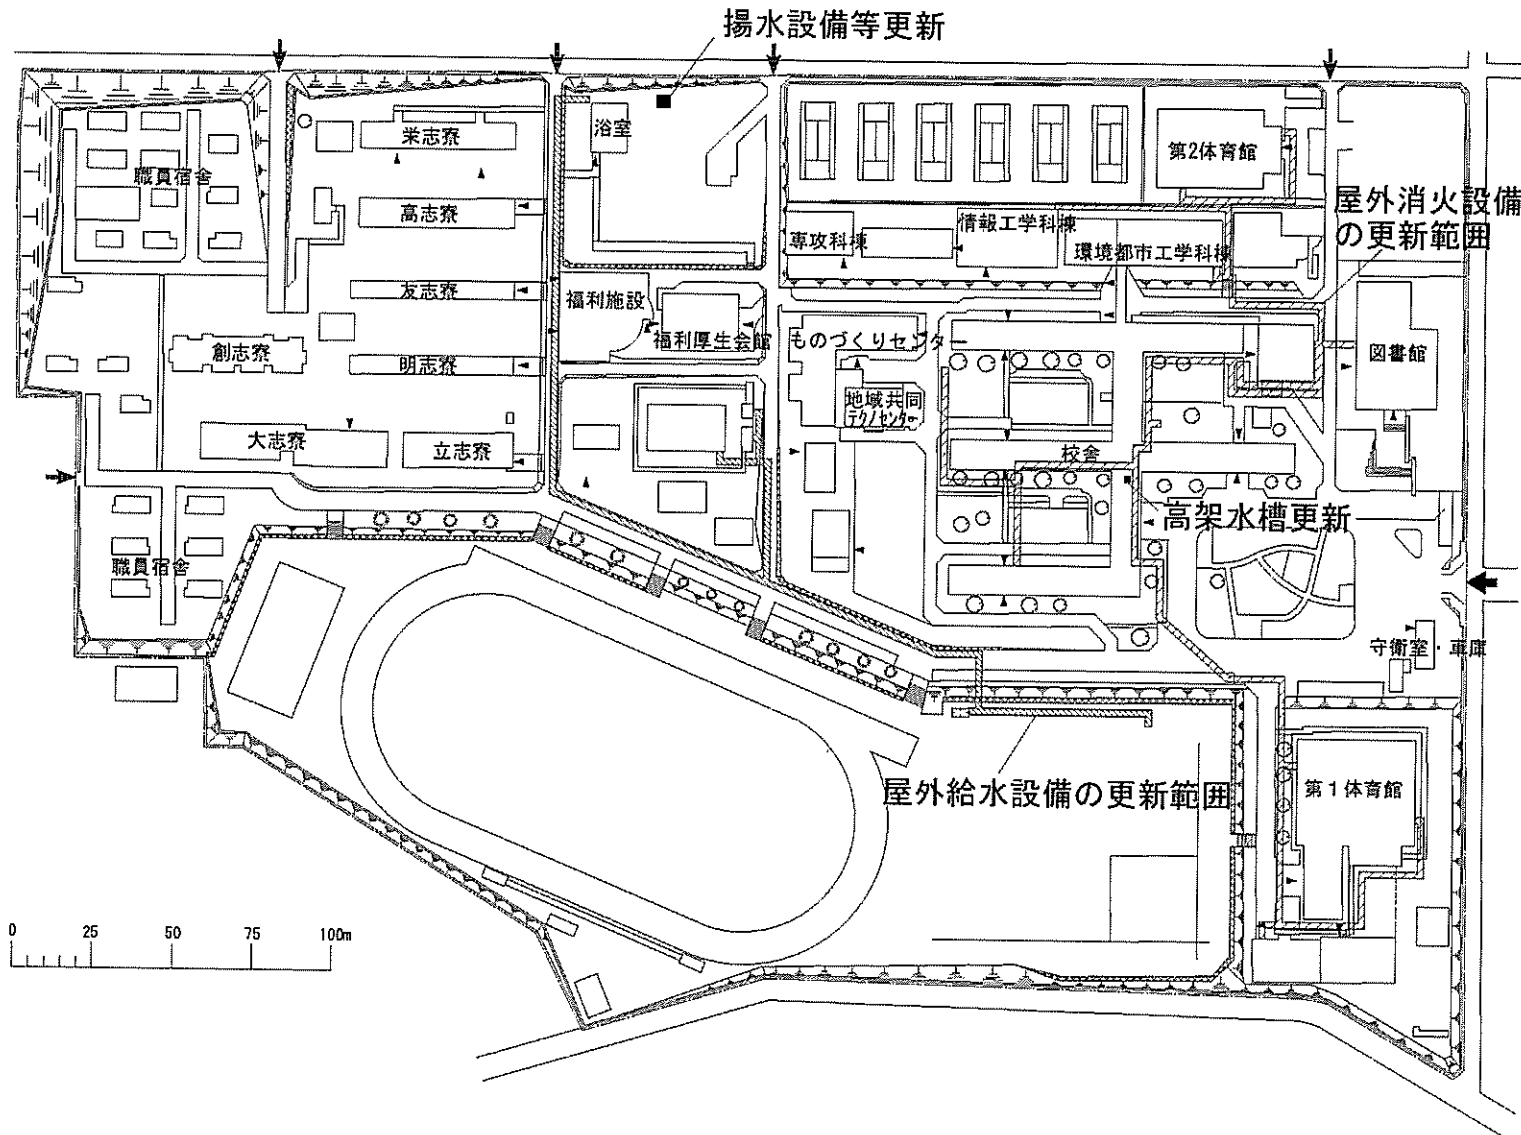 揚水設備等更新
栄志寮
浴室
第2体育館
職員宿舎
高志寮
屋外消火設備
の更新範囲
専攻科棟
情報工学科棟
環境都市工学科棟
友志寮
福利施設
福利厚生会館
ものづくりセンター
創志寮
明志寮
図書館
地域共同
テクノセンター
大志寮
立志寮
校舎
高架水槽更新
職員宿舎
守衛室・車庫
屋外給水設備の更新範囲
第1体育館
0 25 50 75 100m